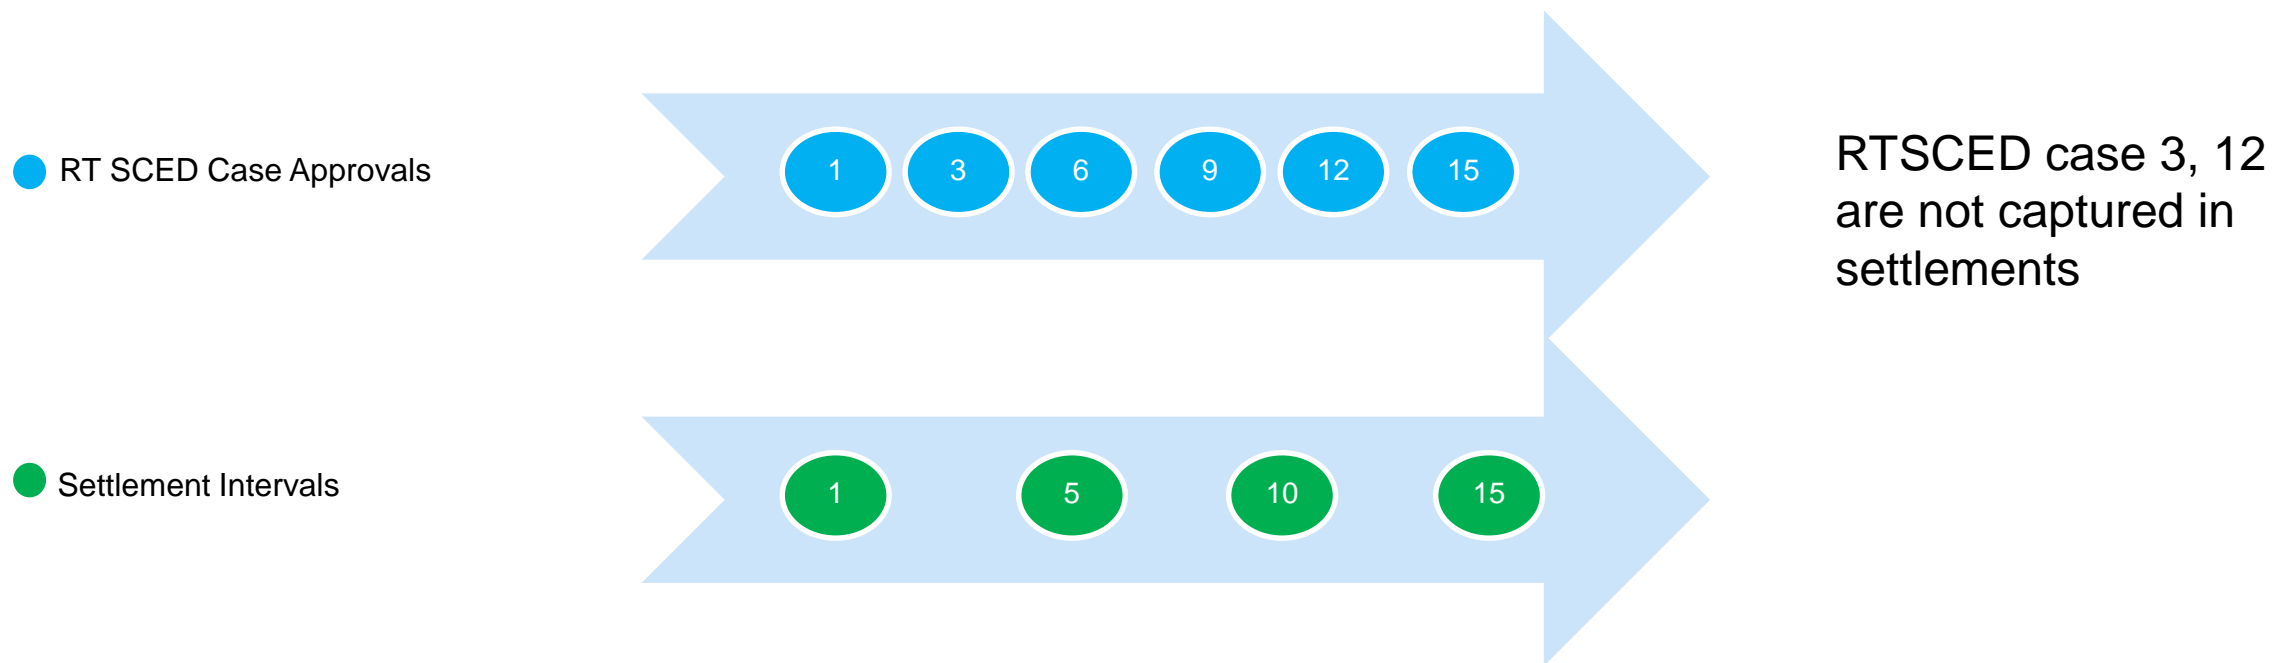 RT SCED Case Approvals
1 3 6 9 12 15
RTSCED case 3, 12
are not captured in
settlements
Settlement Intervals
1 5 10 15